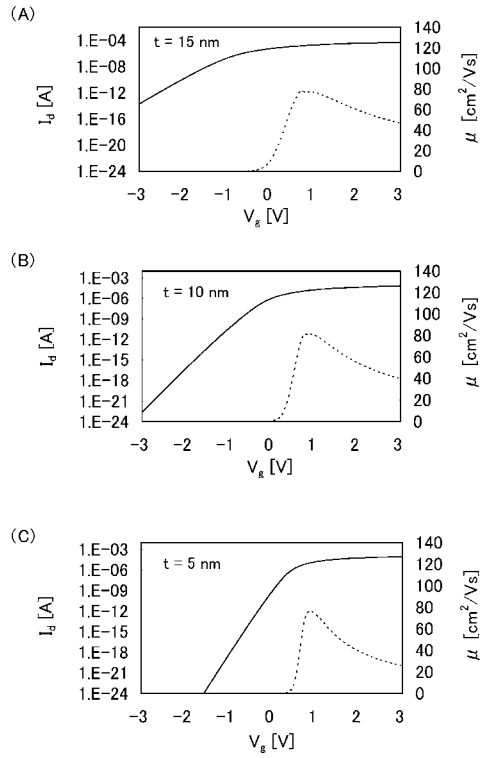 (A)
t = 15 nm
1.E−04
1.E−08
1.E−12
1.E−16
1.E−20
1.E−24
I_d [A]
140
120
100
80
60
40
20
0
μ [cm²/Vs]
−3 −2 −1 0 1 2 3
V_g [V]
(B)
t = 10 nm
1.E−03
1.E−06
1.E−09
1.E−12
1.E−15
1.E−18
1.E−21
1.E−24
I_d [A]
140
120
100
80
60
40
20
0
μ [cm²/Vs]
−3 −2 −1 0 1 2 3
V_g [V]
(C)
t = 5 nm
1.E−03
1.E−06
1.E−09
1.E−12
1.E−15
1.E−18
1.E−21
1.E−24
I_d [A]
140
120
100
80
60
40
20
0
μ [cm²/Vs]
−3 −2 −1 0 1 2 3
V_g [V]